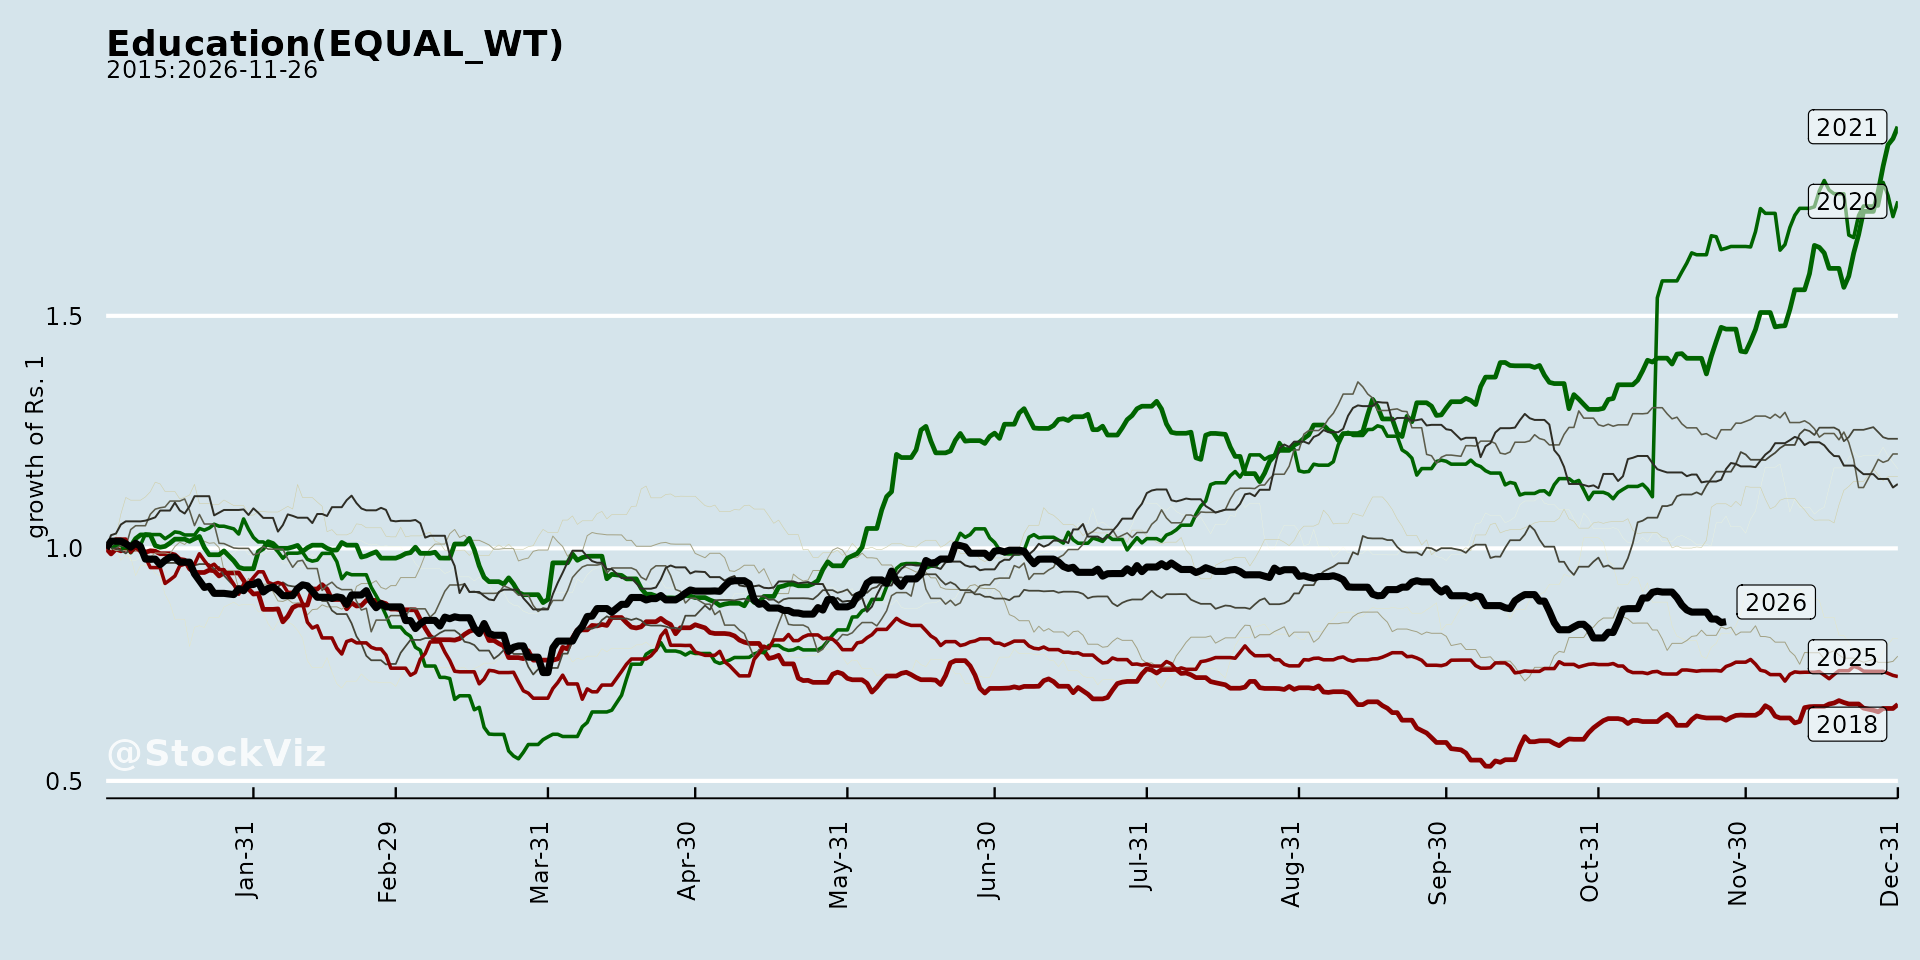 Education(EQUAL_WT)
2015:2026-11-26
2021
2020
1.5
growth of Rs. 1
1.0
2026
2025
2018
@StockViz
0.5
Jan-31
Feb-29
Mar-31
Apr-30
May-31
Jun-30
Jul-31
Aug-31
Sep-30
Oct-31
Nov-30
Dec-31